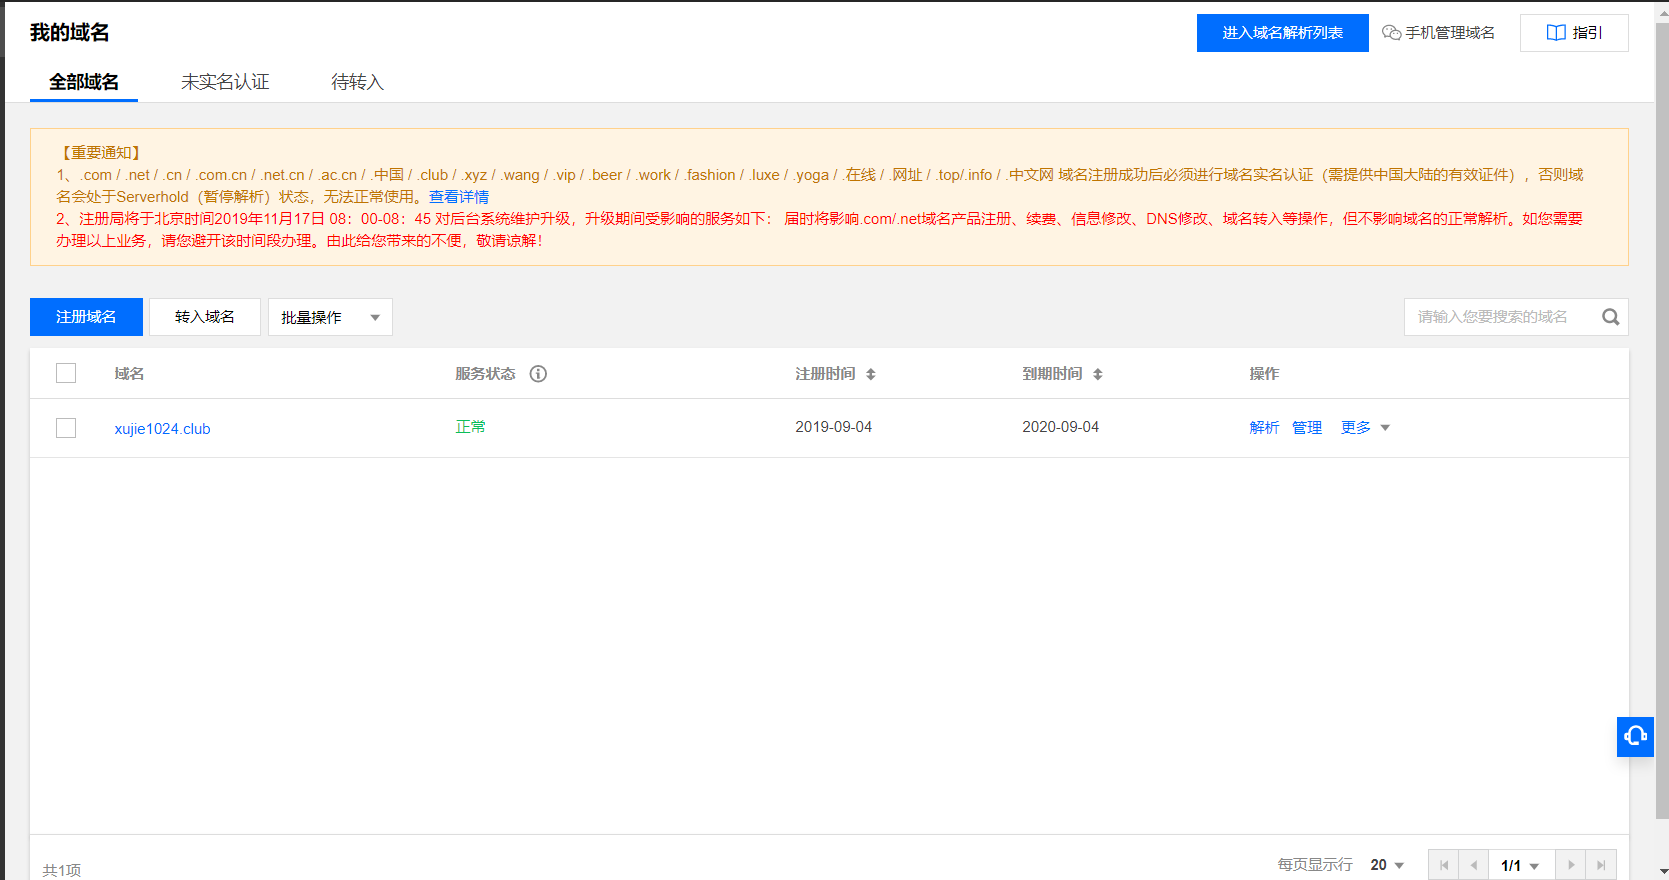 我的域名
进入域名解析列表
手机管理域名
指引
全部域名
未实名认证
待转入
【重要通知】
1、.com / .net / .cn / .com.cn / .net.cn / .ac.cn / .中国 / .club / .xyz / .wang / .vip / .beer / .work / .fashion / .luxe / .yoga / .在线 / .网址 / .top/.info / .中文网 域名注册成功后必须进行域名实名认证（需提供中国大陆的有效证件），否则域
名会处于Serverhold（暂停解析）状态，无法正常使用。查看详情
2、注册局将于北京时间2019年11月17日 08：00-08：45 对后台系统维护升级，升级期间受影响的服务如下： 届时将影响.com/.net域名产品注册、续费、信息修改、DNS修改、域名转入等操作，但不影响域名的正常解析。如您需要
办理以上业务，请您避开该时间段办理。由此给您带来的不便，敬请谅解！
注册域名
转入域名
批量操作
请输入您要搜索的域名
域名
服务状态
注册时间
到期时间
操作
xujie1024.club
正常
2019-09-04
2020-09-04
解析
管理
更多
共1项
每页显示行
20
1/1